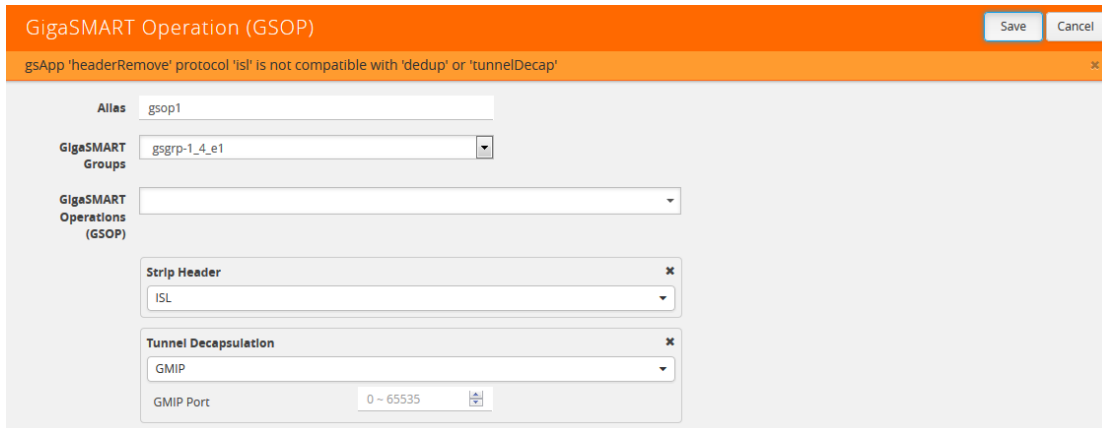 GigaSMART Operation (GSOP)
Save
Cancel
gsApp 'headerRemove' protocol 'isl' is not compatible with 'dedup' or 'tunnelDecap'
Alias
gsop1
GigaSMART
Groups
gsgrp-1_4_e1
GigaSMART
Operations
(GSOP)
Strip Header
ISL
Tunnel Decapsulation
GMIP
GMIP Port
0 ~ 65535